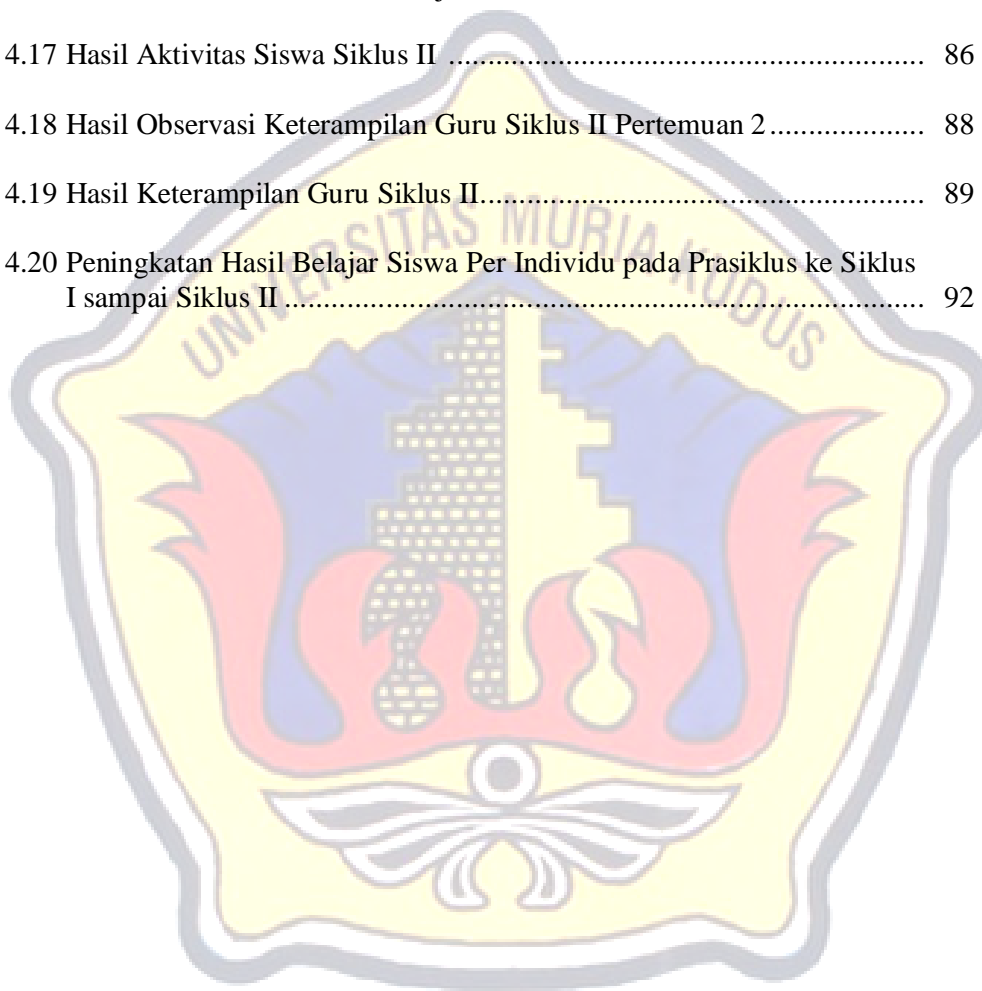 4.17 Hasil Aktivitas Siswa Siklus II ............................................................. 86
4.18 Hasil Observasi Keterampilan Guru Siklus II Pertemuan 2 .................... 88
4.19 Hasil Keterampilan Guru Siklus II......................................................... 89
4.20 Peningkatan Hasil Belajar Siswa Per Individu pada Prasiklus ke Siklus
I sampai Siklus II .................................................................................. 92
UNIVERSITAS MURIA KUDUS